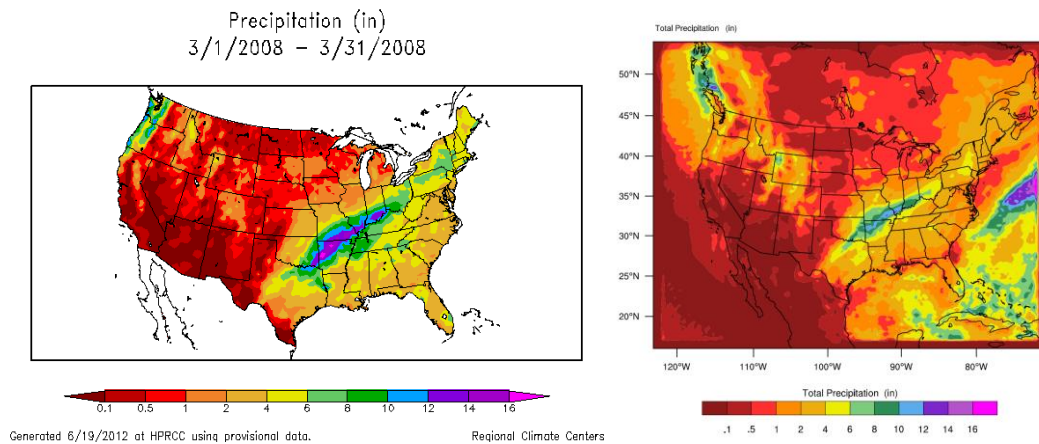 Precipitation (in)
3/1/2008 – 3/31/2008
0.1 0.5 1 2 4 6 8 10 12 14 16
Generated 6/19/2012 at HPRCC using provisional data.
Regional Climate Centers
Total Precipitation (in)
50°N
45°N
40°N
35°N
30°N
25°N
20°N
120°W 110°W 100°W 90°W 80°W
Total Precipitation (in)
.1 .5 1 2 4 6 8 10 12 14 16